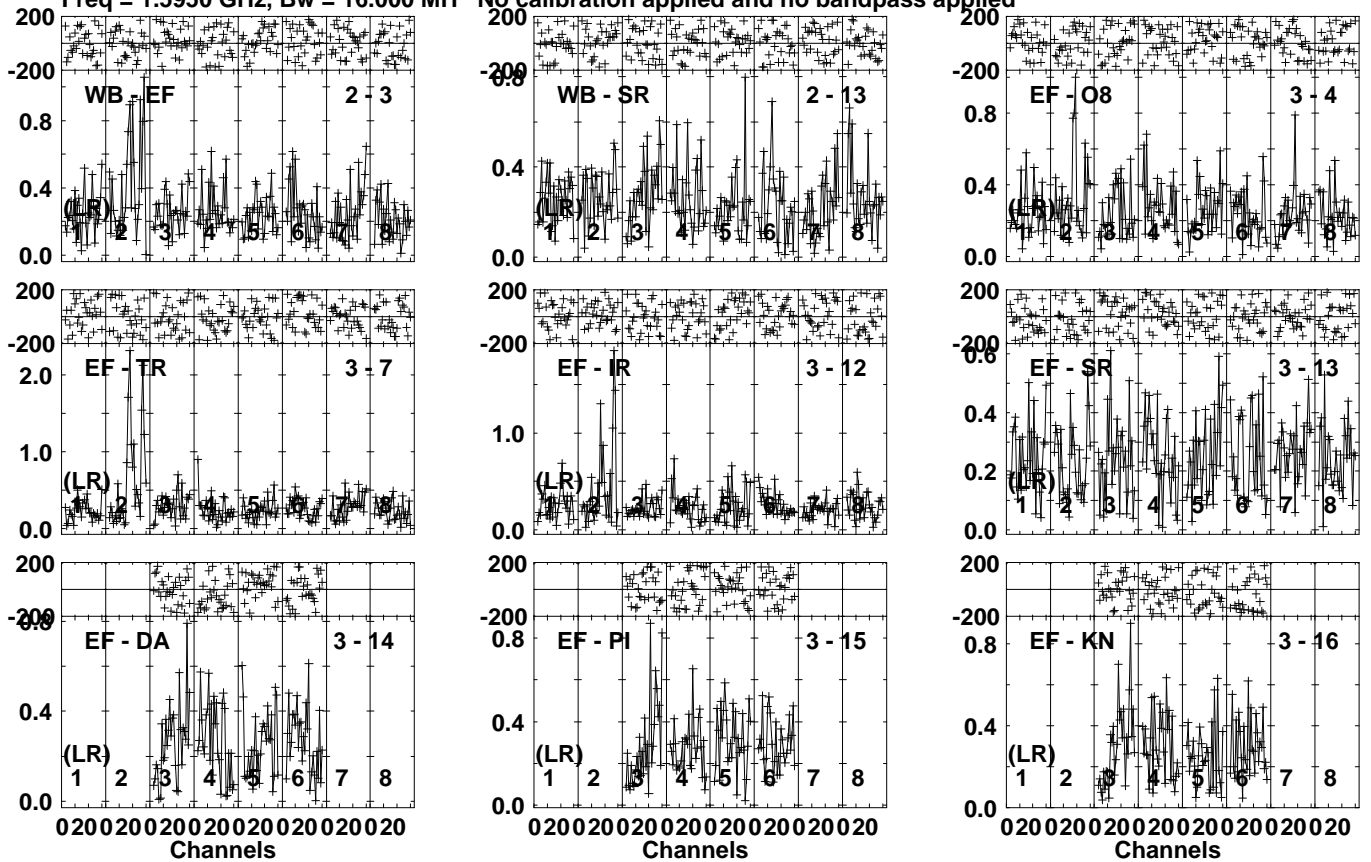 Freq = 1.5950 GHz, Bw = 16.000 MH No calibration applied and no bandpass applied
200 200 200
-200 -200 -200
WB - EF 2 - 3 0.8 WB - SR 2 - 13 EF - O8 3 - 4
0.8 0.8
0.4 0.4 0.4
(LR) (LR) (LR)
1 2 3 4 5 6 7 8 1 2 3 4 5 6 7 8 1 2 3 4 5 6 7 8
0.0 0.0 0.0
200 200 200
-200 -200 -200
EF - TR 3 - 7 EF - IR 3 - 12 0.6 EF - SR 3 - 13
2.0
1.0 1.0 0.4
0.2
(LR) (LR) (LR)
1 2 3 4 5 6 7 8 1 2 3 4 5 6 7 8 1 2 3 4 5 6 7 8
0.0 0.0 0.0
200 200 200
-200 -200 -200
0.8 EF - DA 3 - 14 0.8 EF - PI 3 - 15 0.8 EF - KN 3 - 16
0.4 0.4 0.4
(LR) (LR) (LR)
1 2 3 4 5 6 7 8 1 2 3 4 5 6 7 8 1 2 3 4 5 6 7 8
0.0 0.0 0.0
0 20 0 20 0 20 0 20 0 20 0 20 0 20 0 20 0 20 0 20 0 20 0 20 0 20 0 20 0 20 0 20 0 20 0 20 0 20 0 20 0 20 0 20 0 20 0 20
Channels Channels Channels